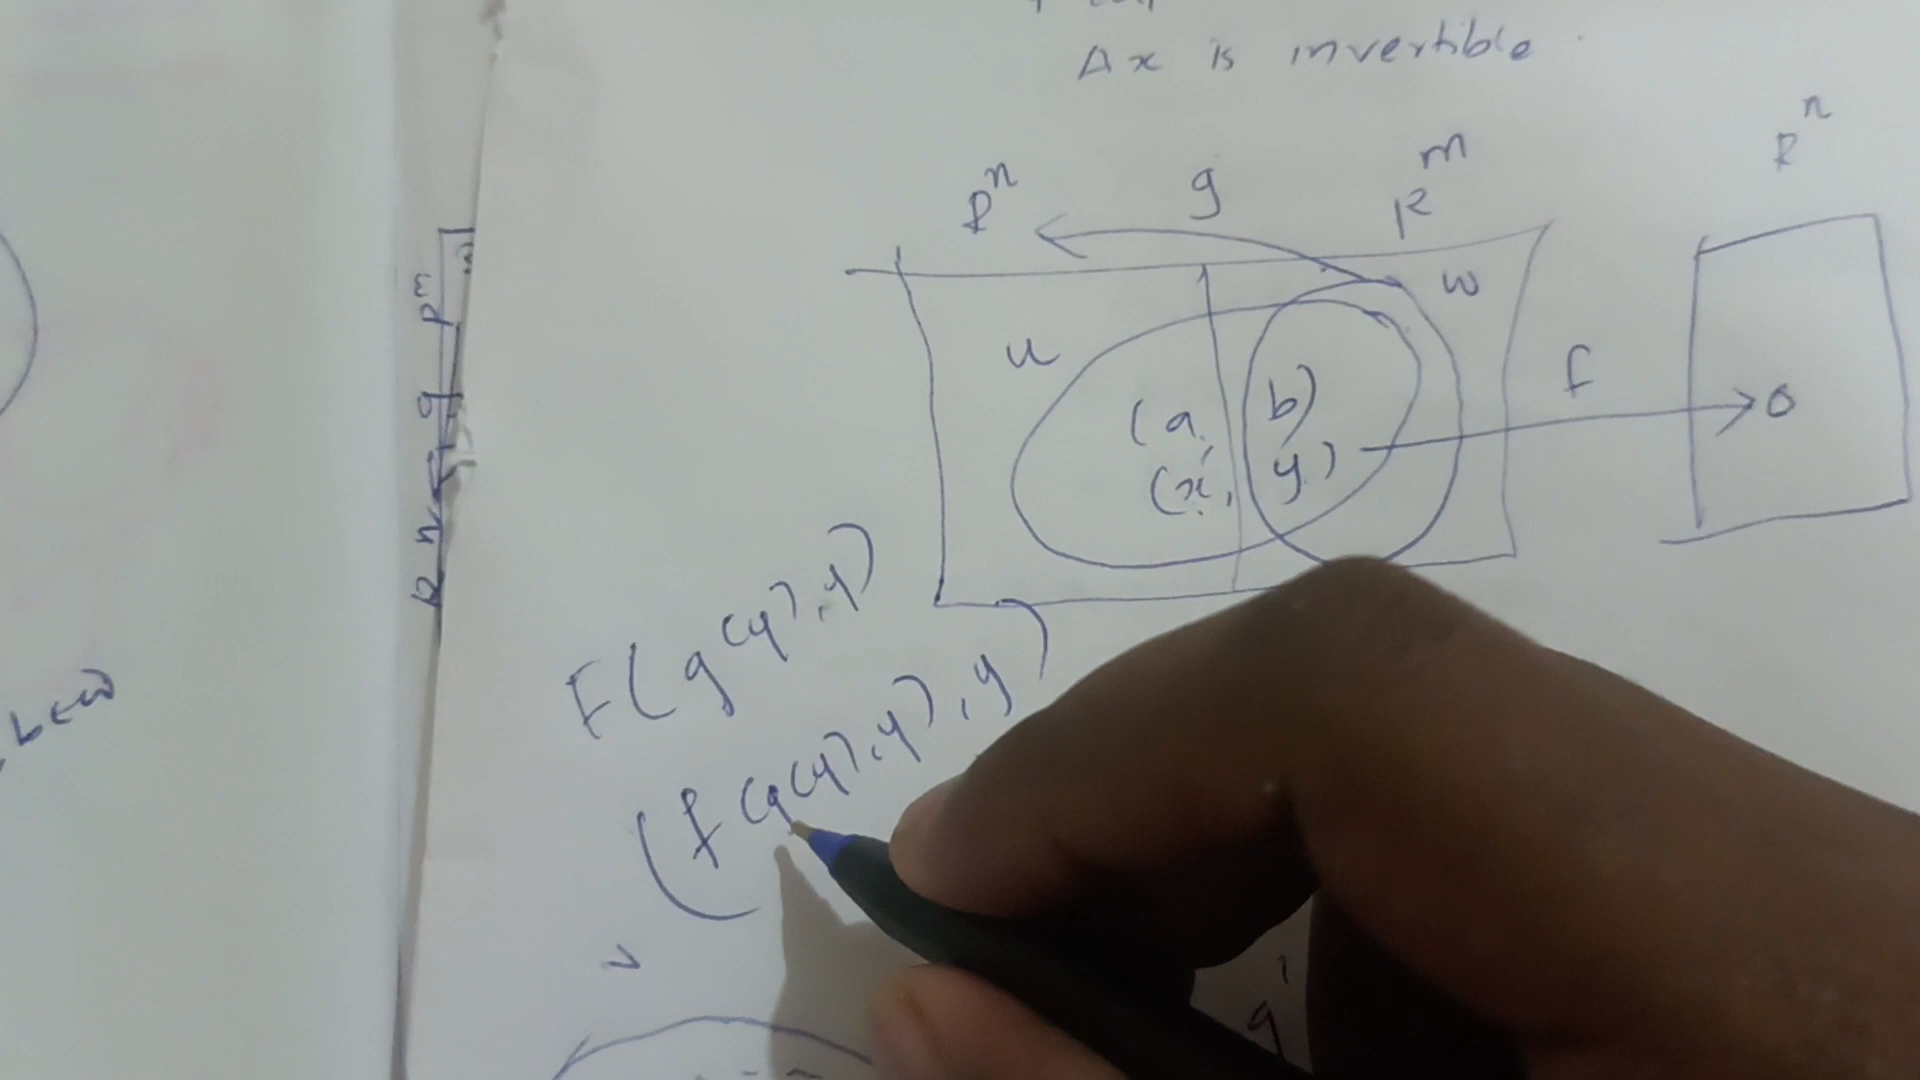 Ax is invertible
R^n g R^m R^n
u w
(a, b)
(x, y)
f
0
F(g(y), y)
(f(g(y), y), y)
g'